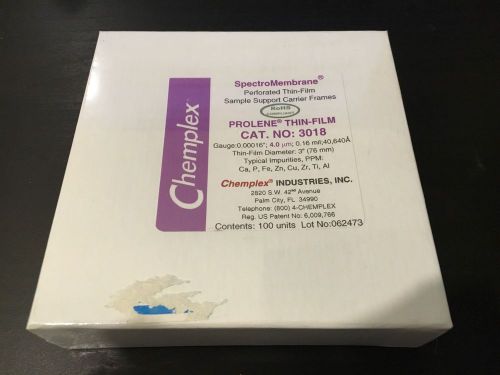 Chemplex
SpectroMembrane®
Perforated Thin-Film
Sample Support Carrier Frames
RoHS
COMPLIANT
PROLENE® THIN-FILM
CAT. NO: 3018
Gauge:0.00016"; 4.0 µm; 0.16 mil;40,640Å
Thin-Film Diameter: 3" (76 mm)
Typical Impurities, PPM:
Ca, P, Fe, Zn, Cu, Zr, Ti, Al
Chemplex® INDUSTRIES, INC.
2820 S.W. 42nd Avenue
Palm City, FL 34990
Telephone: (800) 4-CHEMPLEX
Reg. US Patent No: 6,009,766
Contents: 100 units Lot No:062473